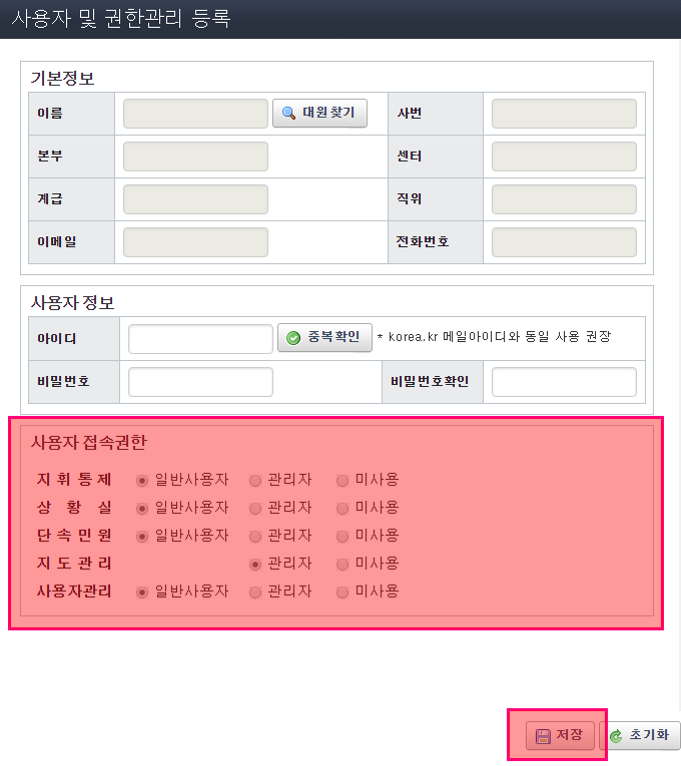 사용자 및 권한관리 등록
기본정보
이름 대원찾기 사번
본부 센터
계급 직위
이메일 전화번호
사용자 정보
아이디 중복확인 * korea.kr 메일아이디와 동일 사용 권장
비밀번호 비밀번호확인
사용자 접속권한
지 휘 통 제 일반사용자 관리자 미사용
상 황 실 일반사용자 관리자 미사용
단 속 민 원 일반사용자 관리자 미사용
지 도 관 리 관리자 미사용
사용자관리 일반사용자 관리자 미사용
저장 초기화